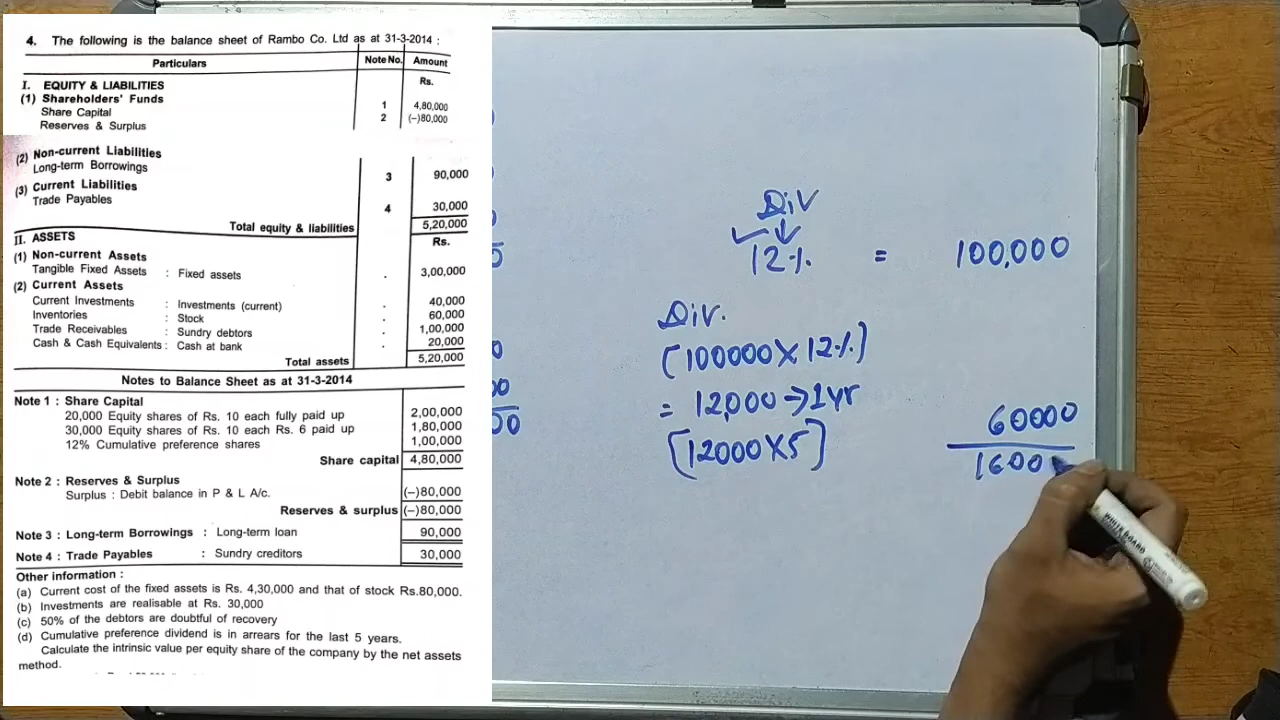 4. The following is the balance sheet of Rambo Co. Ltd as at 31-3-2014 :
Particulars Note No. Amount
Rs.
I. EQUITY & LIABILITIES
(1) Shareholders' Funds
Share Capital 1 4,80,000
Reserves & Surplus 2 (–)80,000
(2) Non-current Liabilities
Long-term Borrowings 3 90,000
(3) Current Liabilities
Trade Payables 4 30,000
Total equity & liabilities 5,20,000
II. ASSETS Rs.
(1) Non-current Assets
Tangible Fixed Assets : Fixed assets . 3,00,000
(2) Current Assets
Current Investments : Investments (current) . 40,000
Inventories : Stock . 60,000
Trade Receivables : Sundry debtors . 1,00,000
Cash & Cash Equivalents : Cash at bank . 20,000
Total assets 5,20,000
Notes to Balance Sheet as at 31-3-2014
Note 1 : Share Capital
20,000 Equity shares of Rs. 10 each fully paid up 2,00,000
30,000 Equity shares of Rs. 10 each Rs. 6 paid up 1,80,000
12% Cumulative preference shares 1,00,000
Share capital 4,80,000
Note 2 : Reserves & Surplus
Surplus : Debit balance in P & L A/c. (–)80,000
Reserves & surplus (–)80,000
Note 3 : Long-term Borrowings : Long-term loan 90,000
Note 4 : Trade Payables : Sundry creditors 30,000
Other information :
(a) Current cost of the fixed assets is Rs. 4,30,000 and that of stock Rs.80,000.
(b) Investments are realisable at Rs. 30,000
(c) 50% of the debtors are doubtful of recovery
(d) Cumulative preference dividend is in arrears for the last 5 years.
Calculate the intrinsic value per equity share of the company by the net assets
method.
Div
12% = 100,000
Div.
(100000 X 12%)
= 12,000 → 1 yr
(12000 X 5)
60000
1600
WHITE BOARD